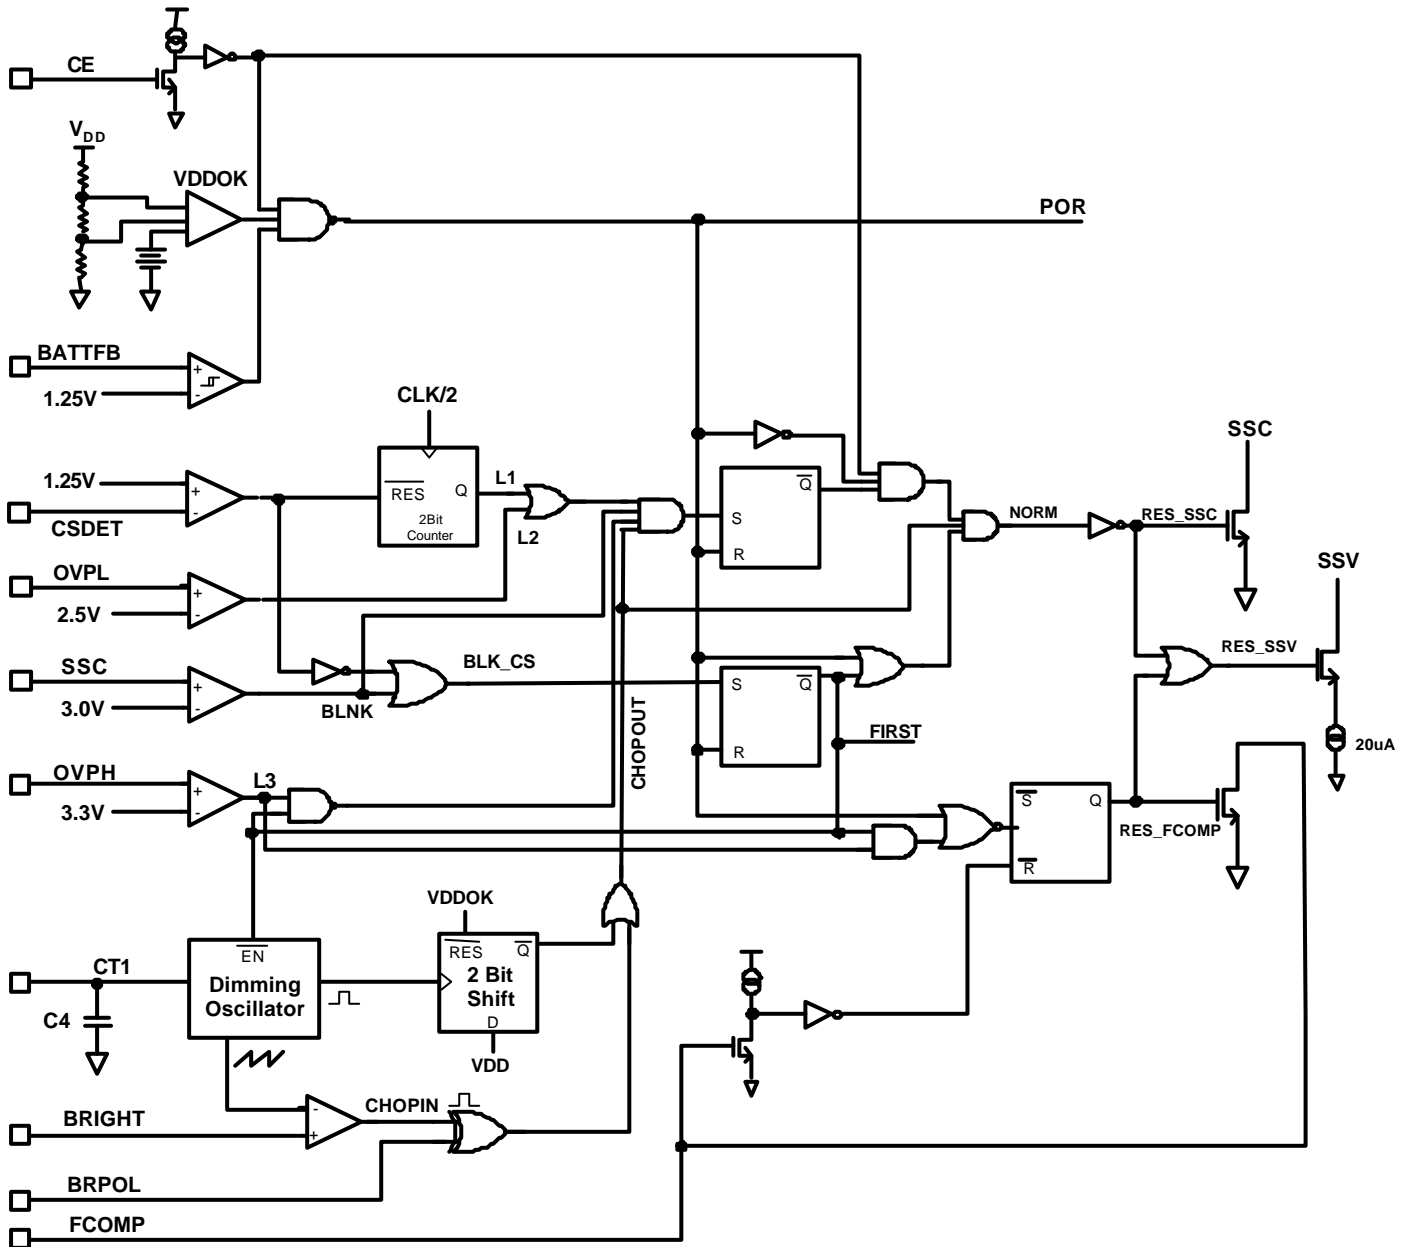 CE
VDD
VDDOK
POR
BATTFB
+
-
1.25V
CLK/2
SSC
1.25V
+
-
CSDET
RES
Q
2Bit
Counter
L1
L2
S
Q
R
NORM
RES_SSC
SSV
OVPL
+
-
2.5V
SSC
+
-
3.0V
BLNK
BLK_CS
S
Q
R
RES_SSV
20uA
FIRST
CHOPOUT
OVPH
+
-
3.3V
L3
S
Q
R
RES_FCOMP
VDDOK
EN
Dimming
Oscillator
RES
Q
2 Bit
Shift
D
VDD
CT1
C4
BRIGHT
-
+
CHOPIN
BRPOL
FCOMP